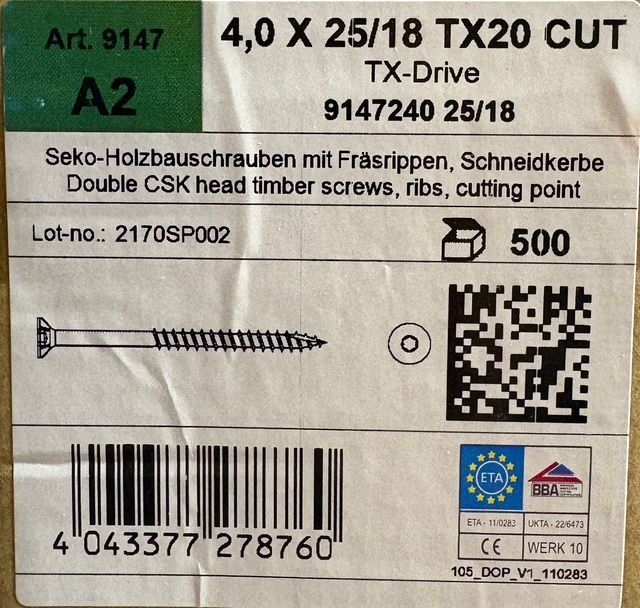 Art. 9147
A2
4,0 X 25/18 TX20 CUT
TX-Drive
9147240 25/18
Seko-Holzbauschrauben mit Fräsrippen, Schneidkerbe
Double CSK head timber screws, ribs, cutting point
Lot-no.: 2170SP002
500
4 043377 278760
ETA
BBA
ETA - 11/0283
UKTA - 22/6473
CE
WERK 10
105_DOP_V1_110283